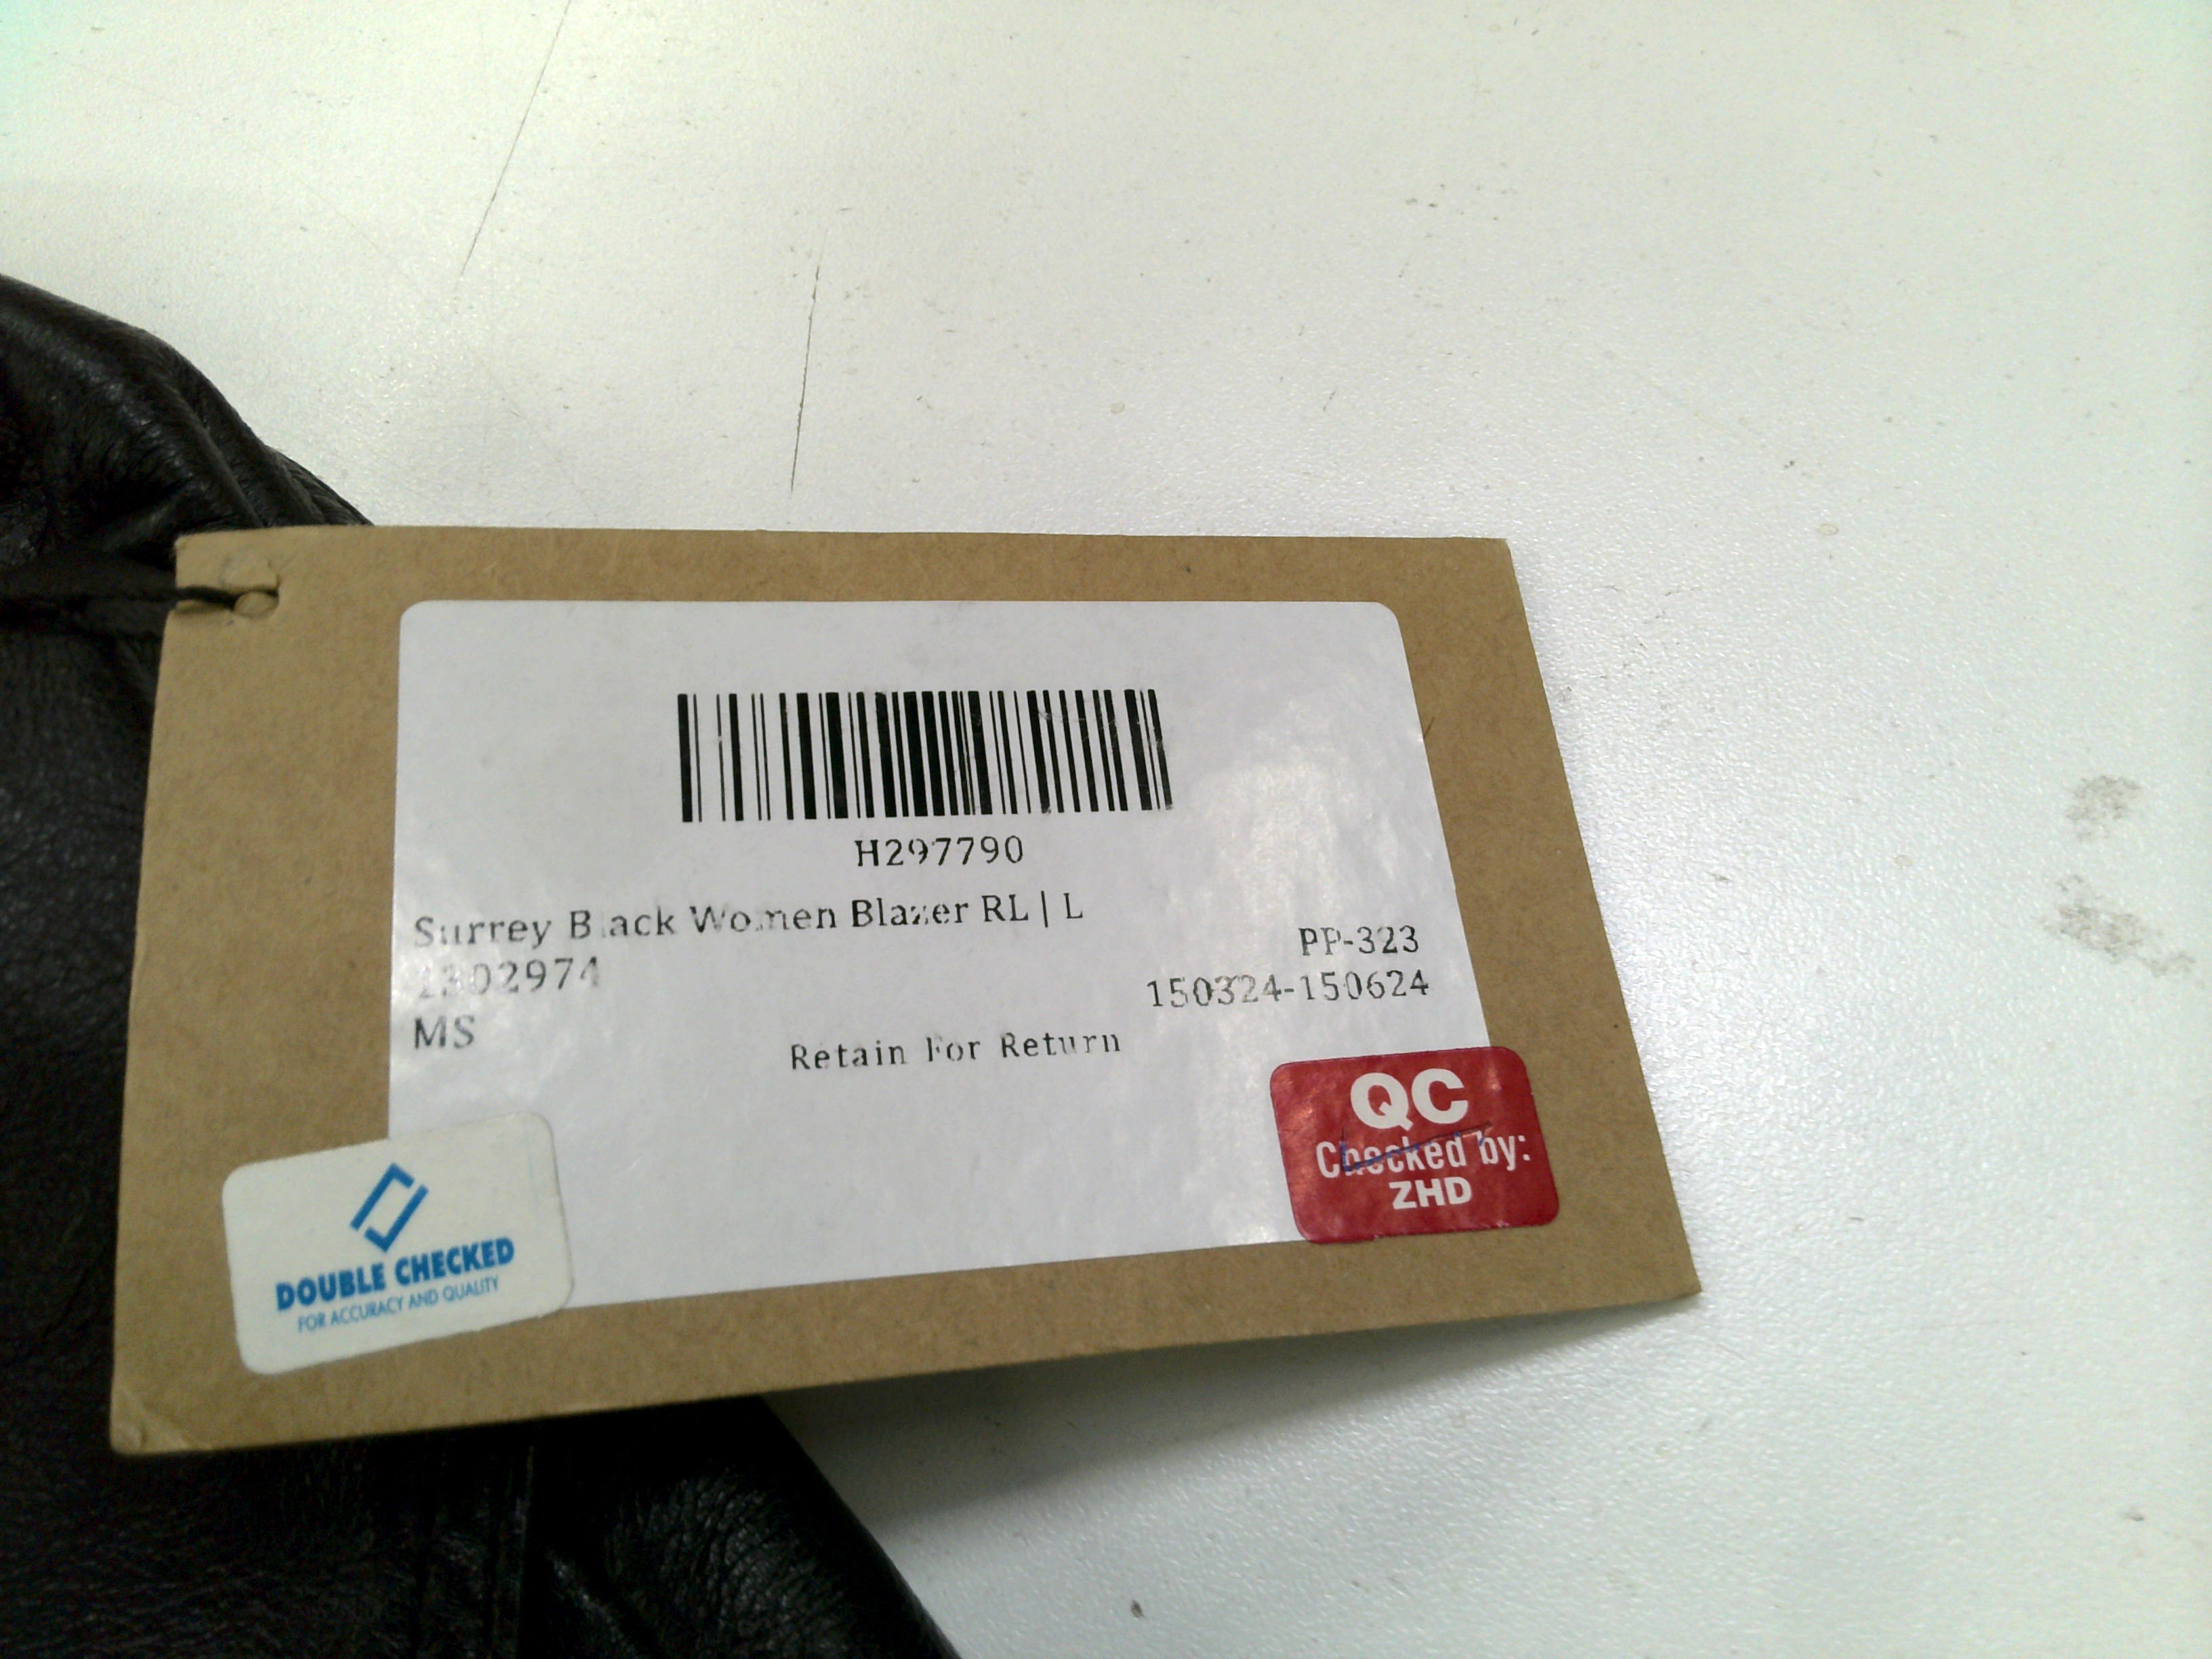 H297790
Surrey Black Women Blazer RL | L
PP-323
1302974
150324-150624
MS
Retain For Return
QC
Checked by:
ZHD
DOUBLE CHECKED
FOR ACCURACY AND QUALITY